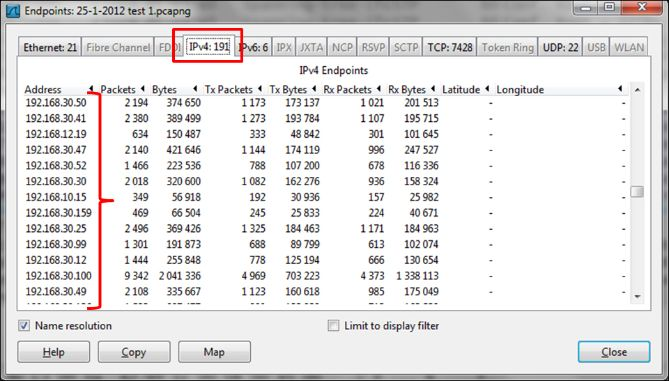 Endpoints: 25-1-2012 test 1.pcapng
Ethernet: 21 Fibre Channel FDDI IPv4: 191 IPv6: 6 IPX JXTA NCP RSVP SCTP TCP: 7428 Token Ring UDP: 22 USB WLAN
IPv4 Endpoints
Address Packets Bytes Tx Packets Tx Bytes Rx Packets Rx Bytes Latitude Longitude
192.168.30.50 2 194 374 650 1 173 173 137 1 021 201 513 - -
192.168.30.41 2 380 389 499 1 273 193 784 1 107 195 715 - -
192.168.12.19 634 150 487 333 48 842 301 101 645 - -
192.168.30.47 2 140 421 646 1 144 174 119 996 247 527 - -
192.168.30.52 1 466 223 536 788 107 200 678 116 336 - -
192.168.30.30 2 018 320 600 1 082 162 276 936 158 324 - -
192.168.10.15 349 56 918 192 30 936 157 25 982 - -
192.168.30.159 469 66 504 245 25 833 224 40 671 - -
192.168.30.25 2 496 369 426 1 325 184 463 1 171 184 963 - -
192.168.30.99 1 301 191 873 688 89 799 613 102 074 - -
192.168.30.12 1 444 255 848 778 125 194 666 130 654 - -
192.168.30.100 9 342 2 041 336 4 969 703 223 4 373 1 338 113 - -
192.168.30.49 2 108 335 667 1 123 160 618 985 175 049 - -
Name resolution Limit to display filter
Help Copy Map Close